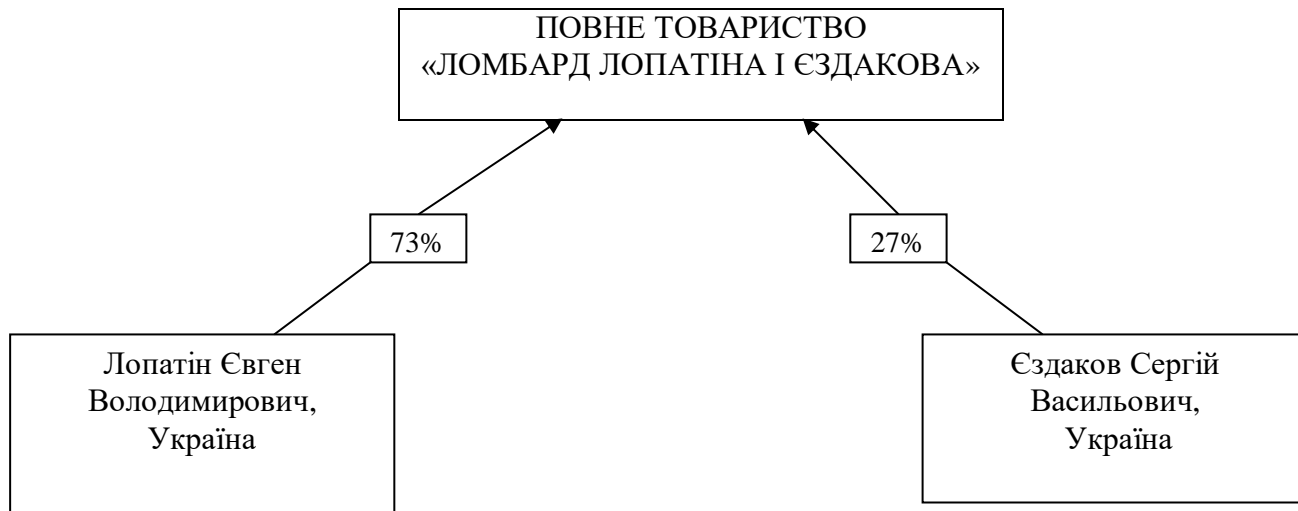 ПОВНЕ ТОВАРИСТВО
«ЛОМБАРД ЛОПАТІНА І ЄЗДАКОВА»
73%
27%
Лопатін Євген
Володимирович,
Україна
Єздаков Сергій
Васильович,
Україна